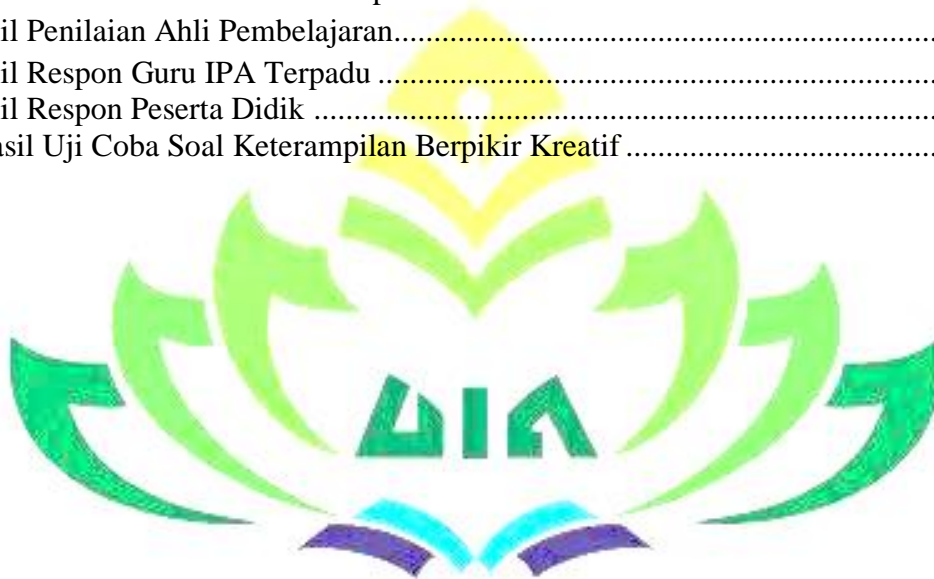 il Penilaian Ahli Pembelajaran....................................................................
il Respon Guru IPA Terpadu ......................................................................
il Respon Peserta Didik ..............................................................................
asil Uji Coba Soal Keterampilan Berpikir Kreatif .......................................
UIN